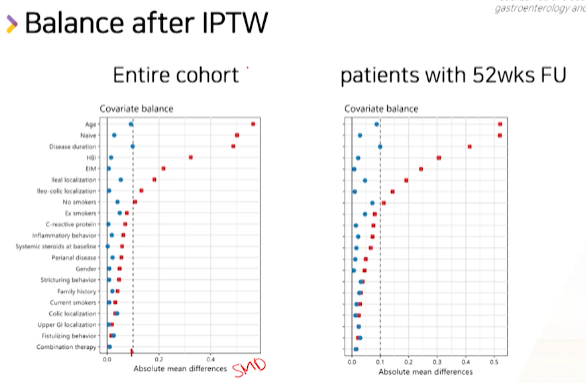 gastroenterology and
Balance after IPTW
Entire cohort
patients with 52wks FU
Covariate balance
Age
Naive
Disease duration
HBI
EIM
Ileal localization
Ileo-colic localization
No smokers
Ex smokers
C-reactive protein
Inflammatory behavior
Systemic steroids at baseline
Perianal disease
Gender
Stricturing behavior
Family history
Current smokers
Colic localization
Upper GI localization
Fistulizing behavior
Combination therapy
0.0 0.2 0.4
Absolute mean differences
SMD
Covariate balance
0.0 0.1 0.2 0.3 0.4 0.5
Absolute mean differences